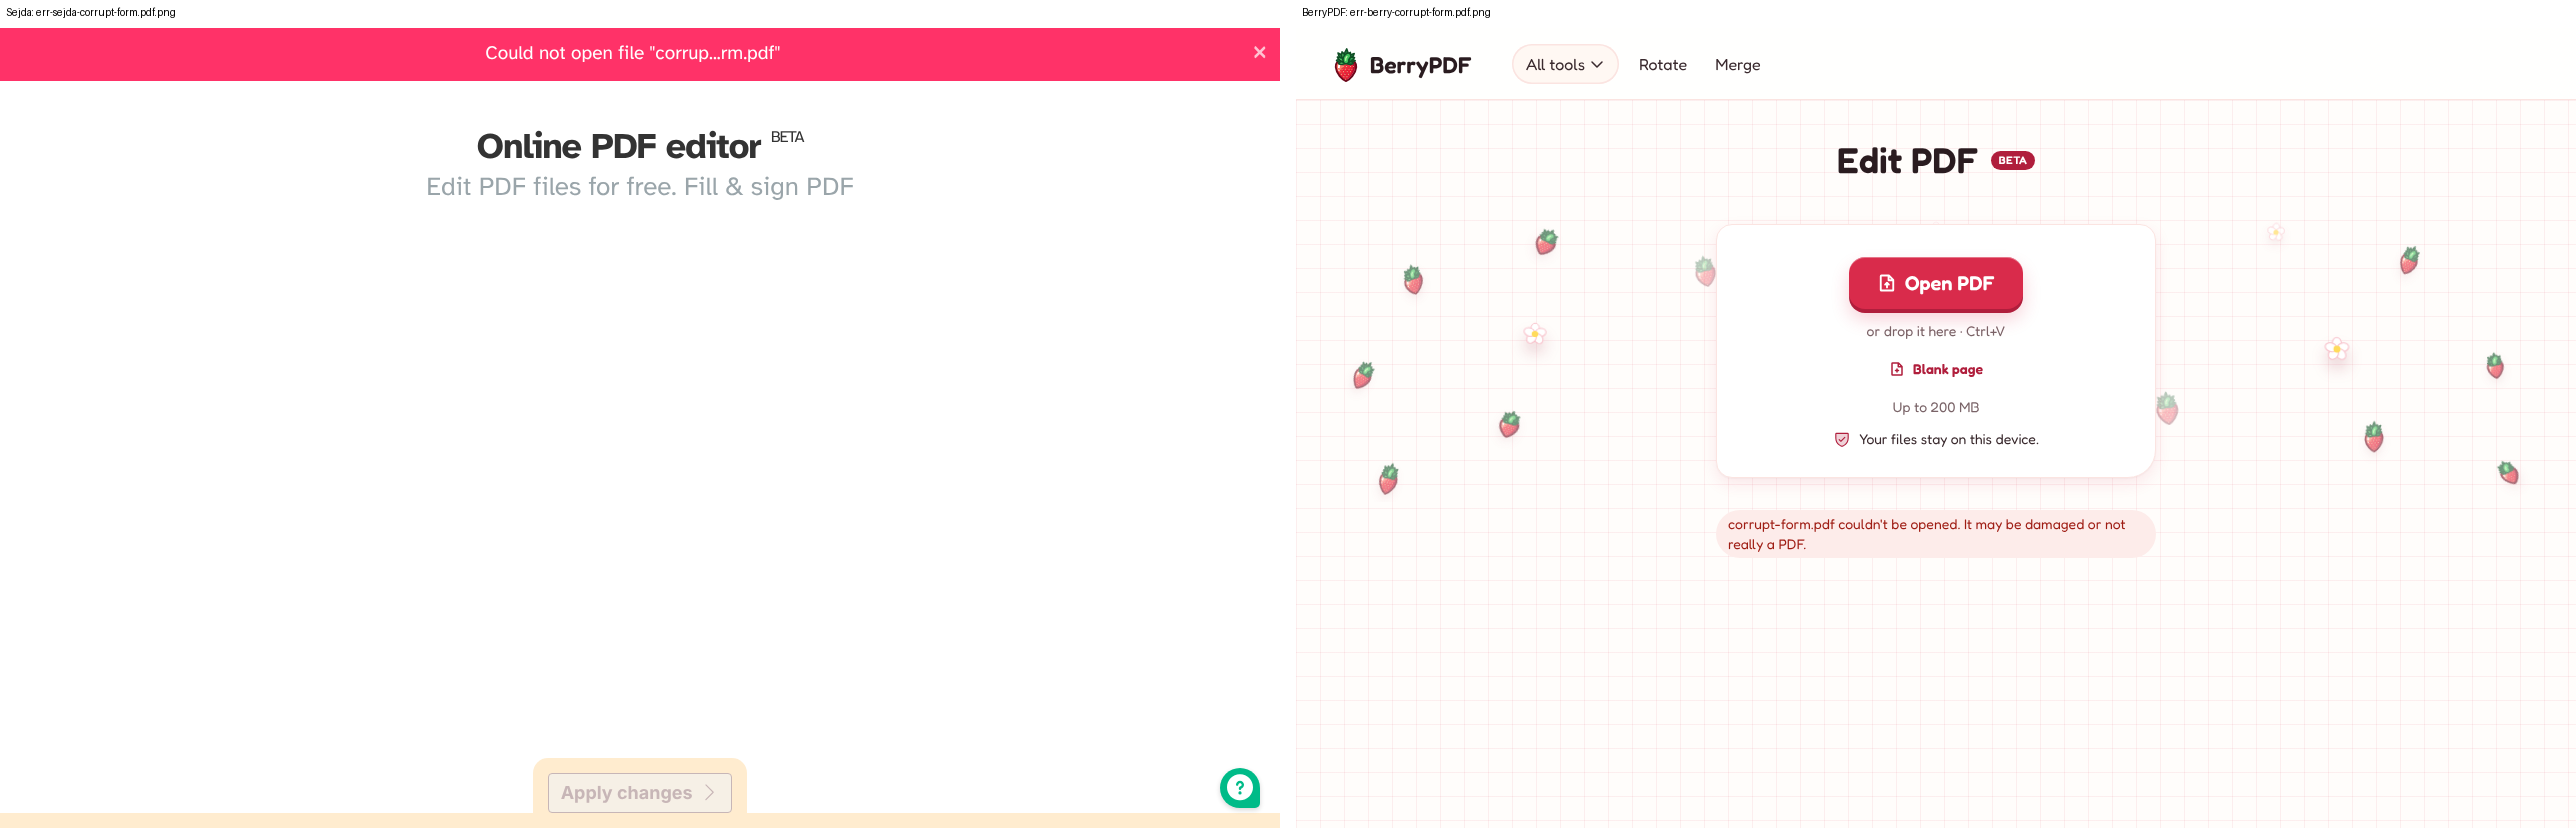 Sejda: err-sejda-corrupt-form.pdf.png
Could not open file "corrup...rm.pdf"
×
Online PDF editor BETA
Edit PDF files for free. Fill & sign PDF
Apply changes
?
BerryPDF: err-berry-corrupt-form.pdf.png
BerryPDF
All tools
Rotate
Merge
Edit PDF BETA
Open PDF
or drop it here · Ctrl+V
Blank page
Up to 200 MB
Your files stay on this device.
corrupt-form.pdf couldn't be opened. It may be damaged or not
really a PDF.